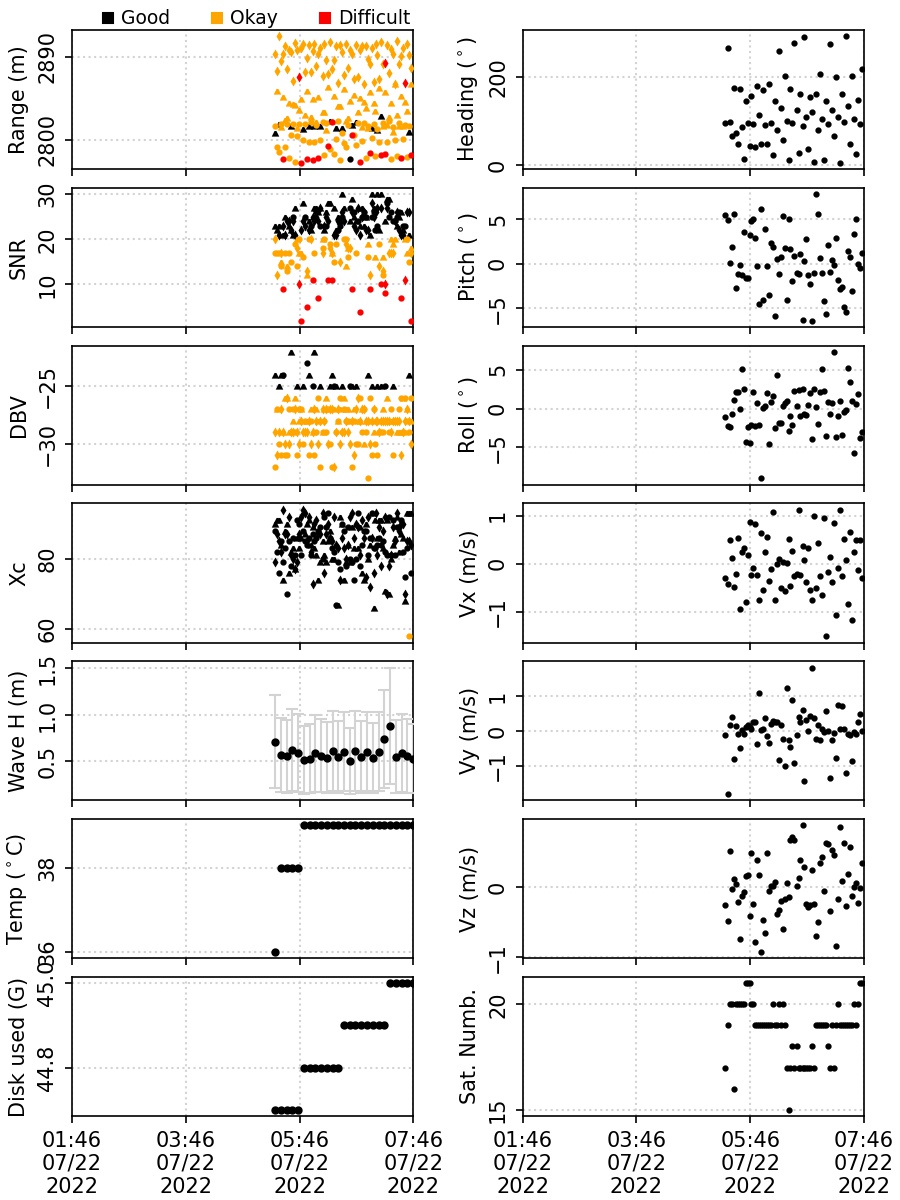 Good Okay Difficult
Range (m)
2890
2800
Heading (°)
200
0
SNR
30
20
10
Pitch (°)
5
0
−5
DBV
−25
−30
Roll (°)
5
0
−5
Xc
80
60
Vx (m/s)
1
0
−1
Wave H (m)
1.5
1.0
0.5
Vy (m/s)
1
0
−1
Temp (°C)
38
36
Vz (m/s)
0
−1
Disk used (G)
45.0
44.8
Sat. Numb.
20
15
01:46 03:46 05:46 07:46 01:46 03:46 05:46 07:46
07/22 07/22 07/22 07/22 07/22 07/22 07/22 07/22
2022 2022 2022 2022 2022 2022 2022 2022